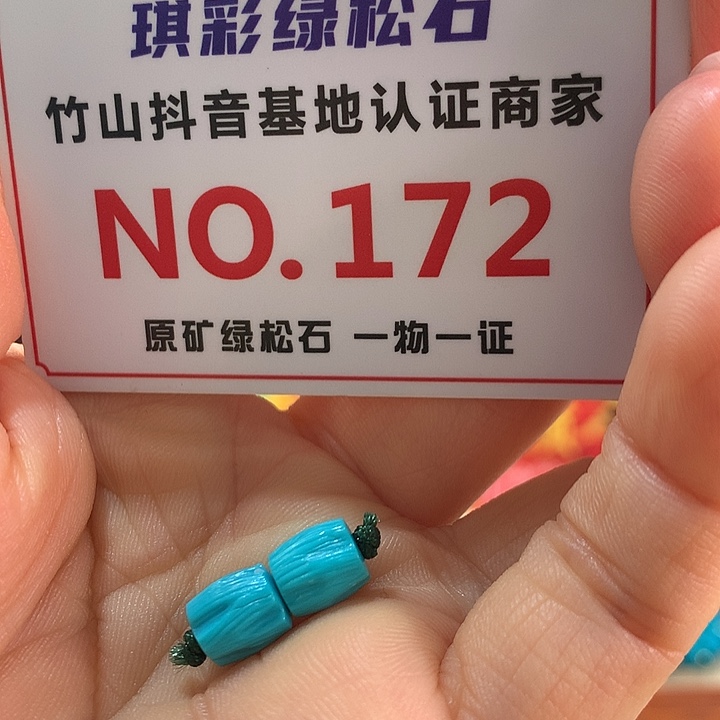 琪彩绿松石
竹山抖音基地认证商家
NO.172
原矿绿松石 一物一证